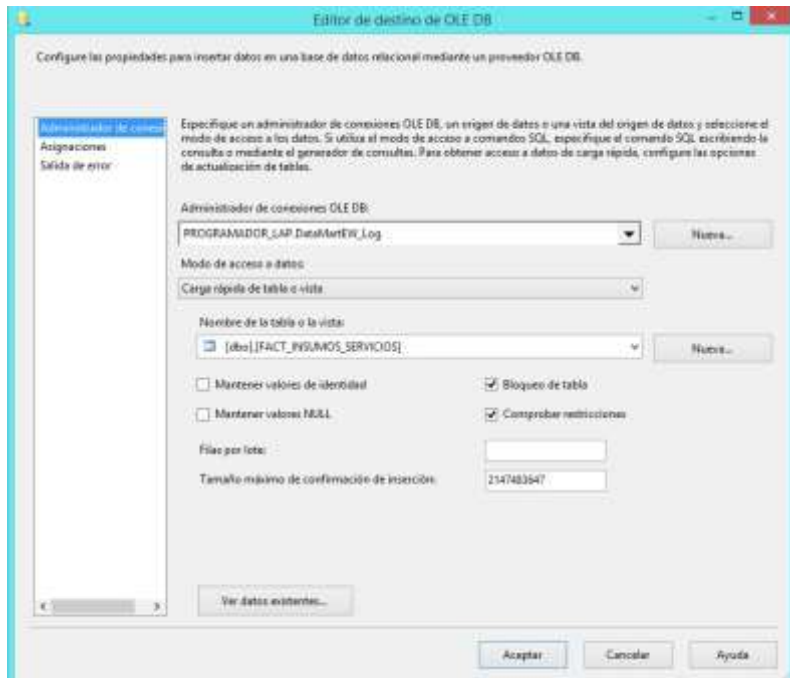 Editor de destino de OLE DB
Configure las propiedades para insertar datos en una base de datos relacional mediante un proveedor OLE DB.
Administrador de conexi
Asignaciones
Salida de error
Especifique un administrador de conexiones OLE DB, un origen de datos o una vista del origen de datos y seleccione el
modo de acceso a los datos. Si utiliza el modo de acceso a comandos SQL, especifique el comando SQL escribiendo la
consulta o mediante el generador de consultas. Para obtener acceso a datos de carga rápida, configure las opciones
de actualización de tablas.
Administrador de conexiones OLE DB:
PROGRAMADOR_LAP.DataMartEW_Log
Nueva...
Modo de acceso a datos:
Carga rápida de tabla o vista
Nombre de la tabla o la vista:
[dbo].[FACT_INSUMOS_SERVICIOS]
Nueva...
Mantener valores de identidad
Bloqueo de tabla
Mantener valores NULL
Comprobar restricciones
Filas por lote:
Tamaño máximo de confirmación de inserción:
2147483647
Ver datos existentes...
Aceptar
Cancelar
Ayuda